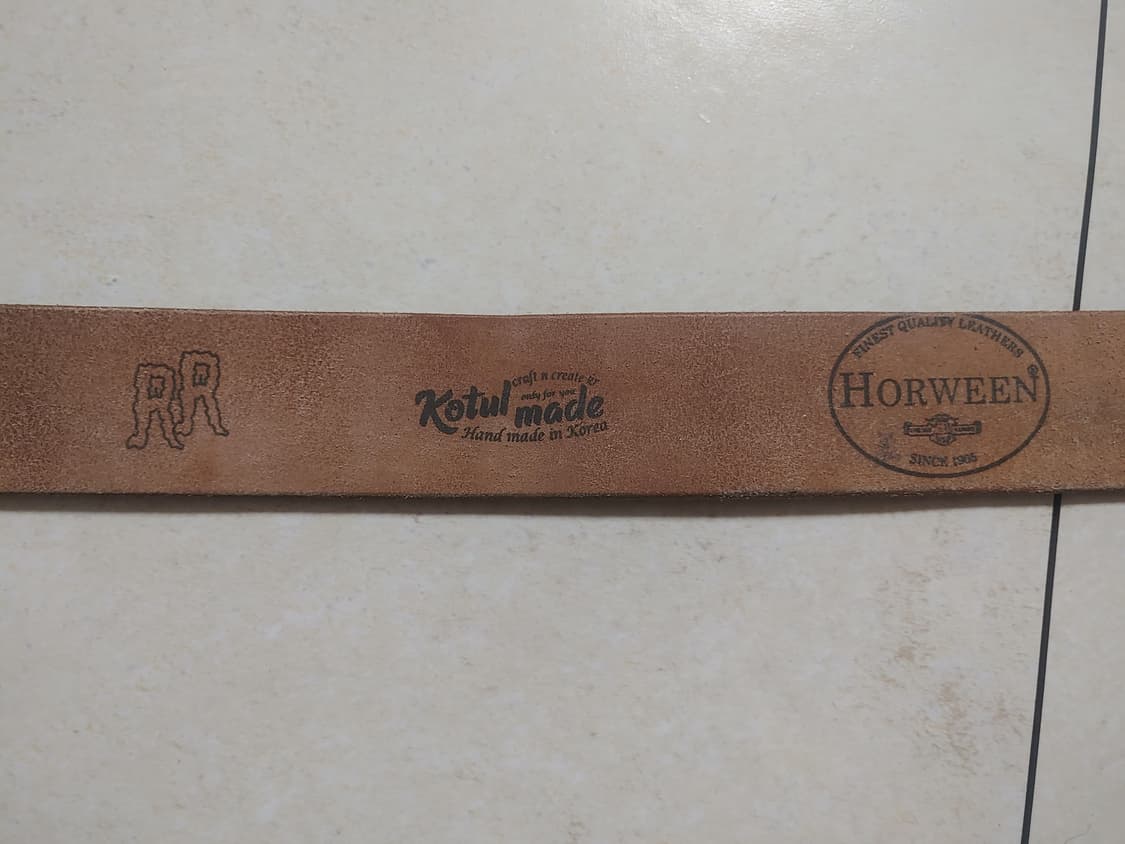 craft n create &
Kotul only for you made
Hand made in Korea
FINEST QUALITY LEATHERS
HORWEEN®
SINCE 1905